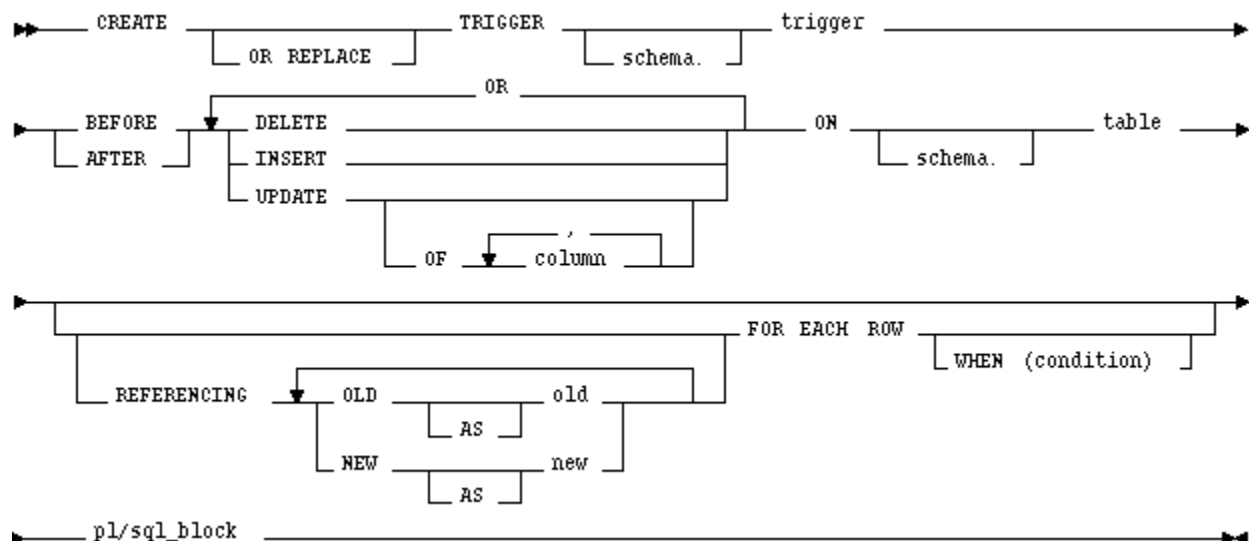 CREATE TRIGGER trigger
OR REPLACE schema.
OR
BEFORE DELETE ON table
AFTER INSERT schema.
UPDATE
,
OF column
FOR EACH ROW
WHEN (condition)
REFERENCING OLD old
AS
NEW new
AS
pl/sql_block